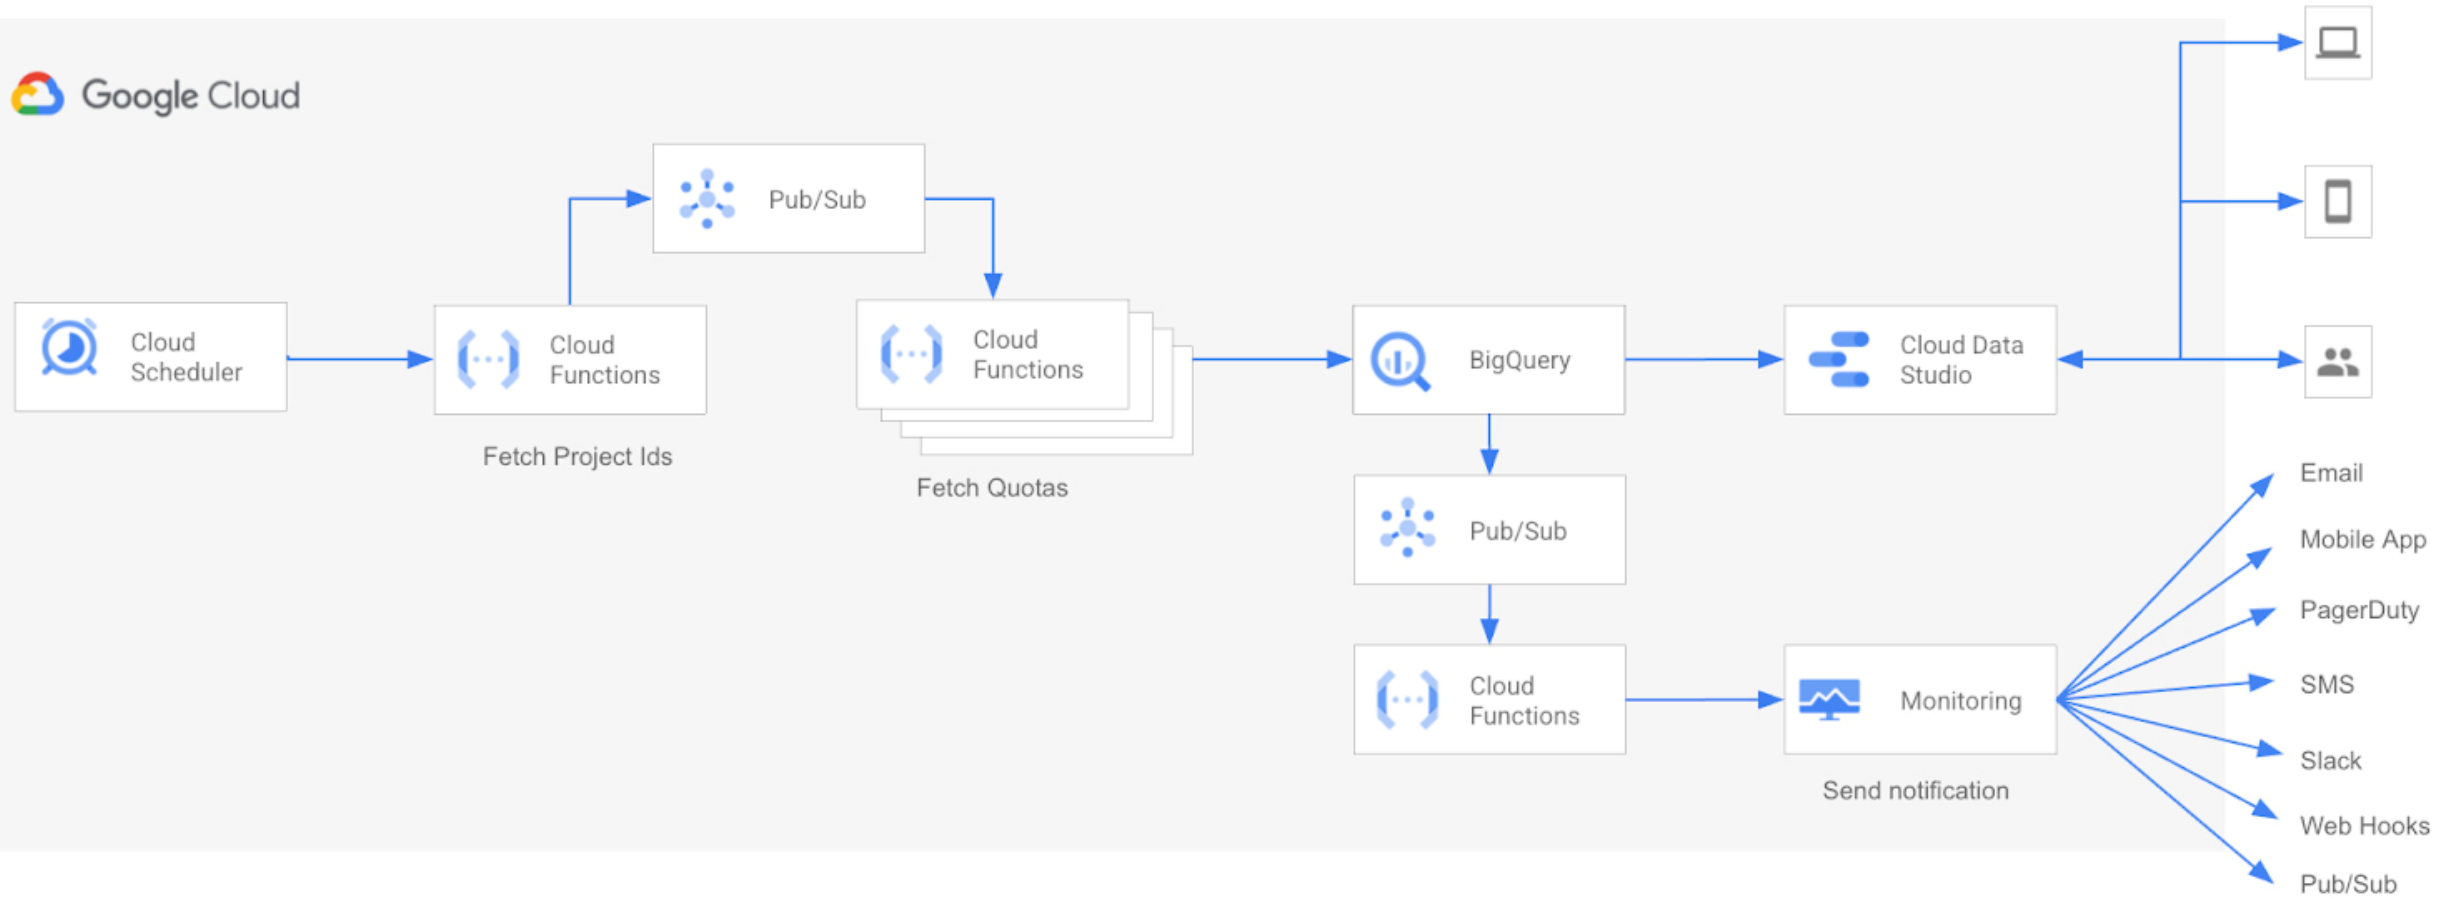 Google Cloud
Pub/Sub
Cloud
Scheduler
Cloud
Functions
Fetch Project Ids
Cloud
Functions
Fetch Quotas
BigQuery
Cloud Data
Studio
Pub/Sub
Cloud
Functions
Monitoring
Send notification
Email
Mobile App
PagerDuty
SMS
Slack
Web Hooks
Pub/Sub